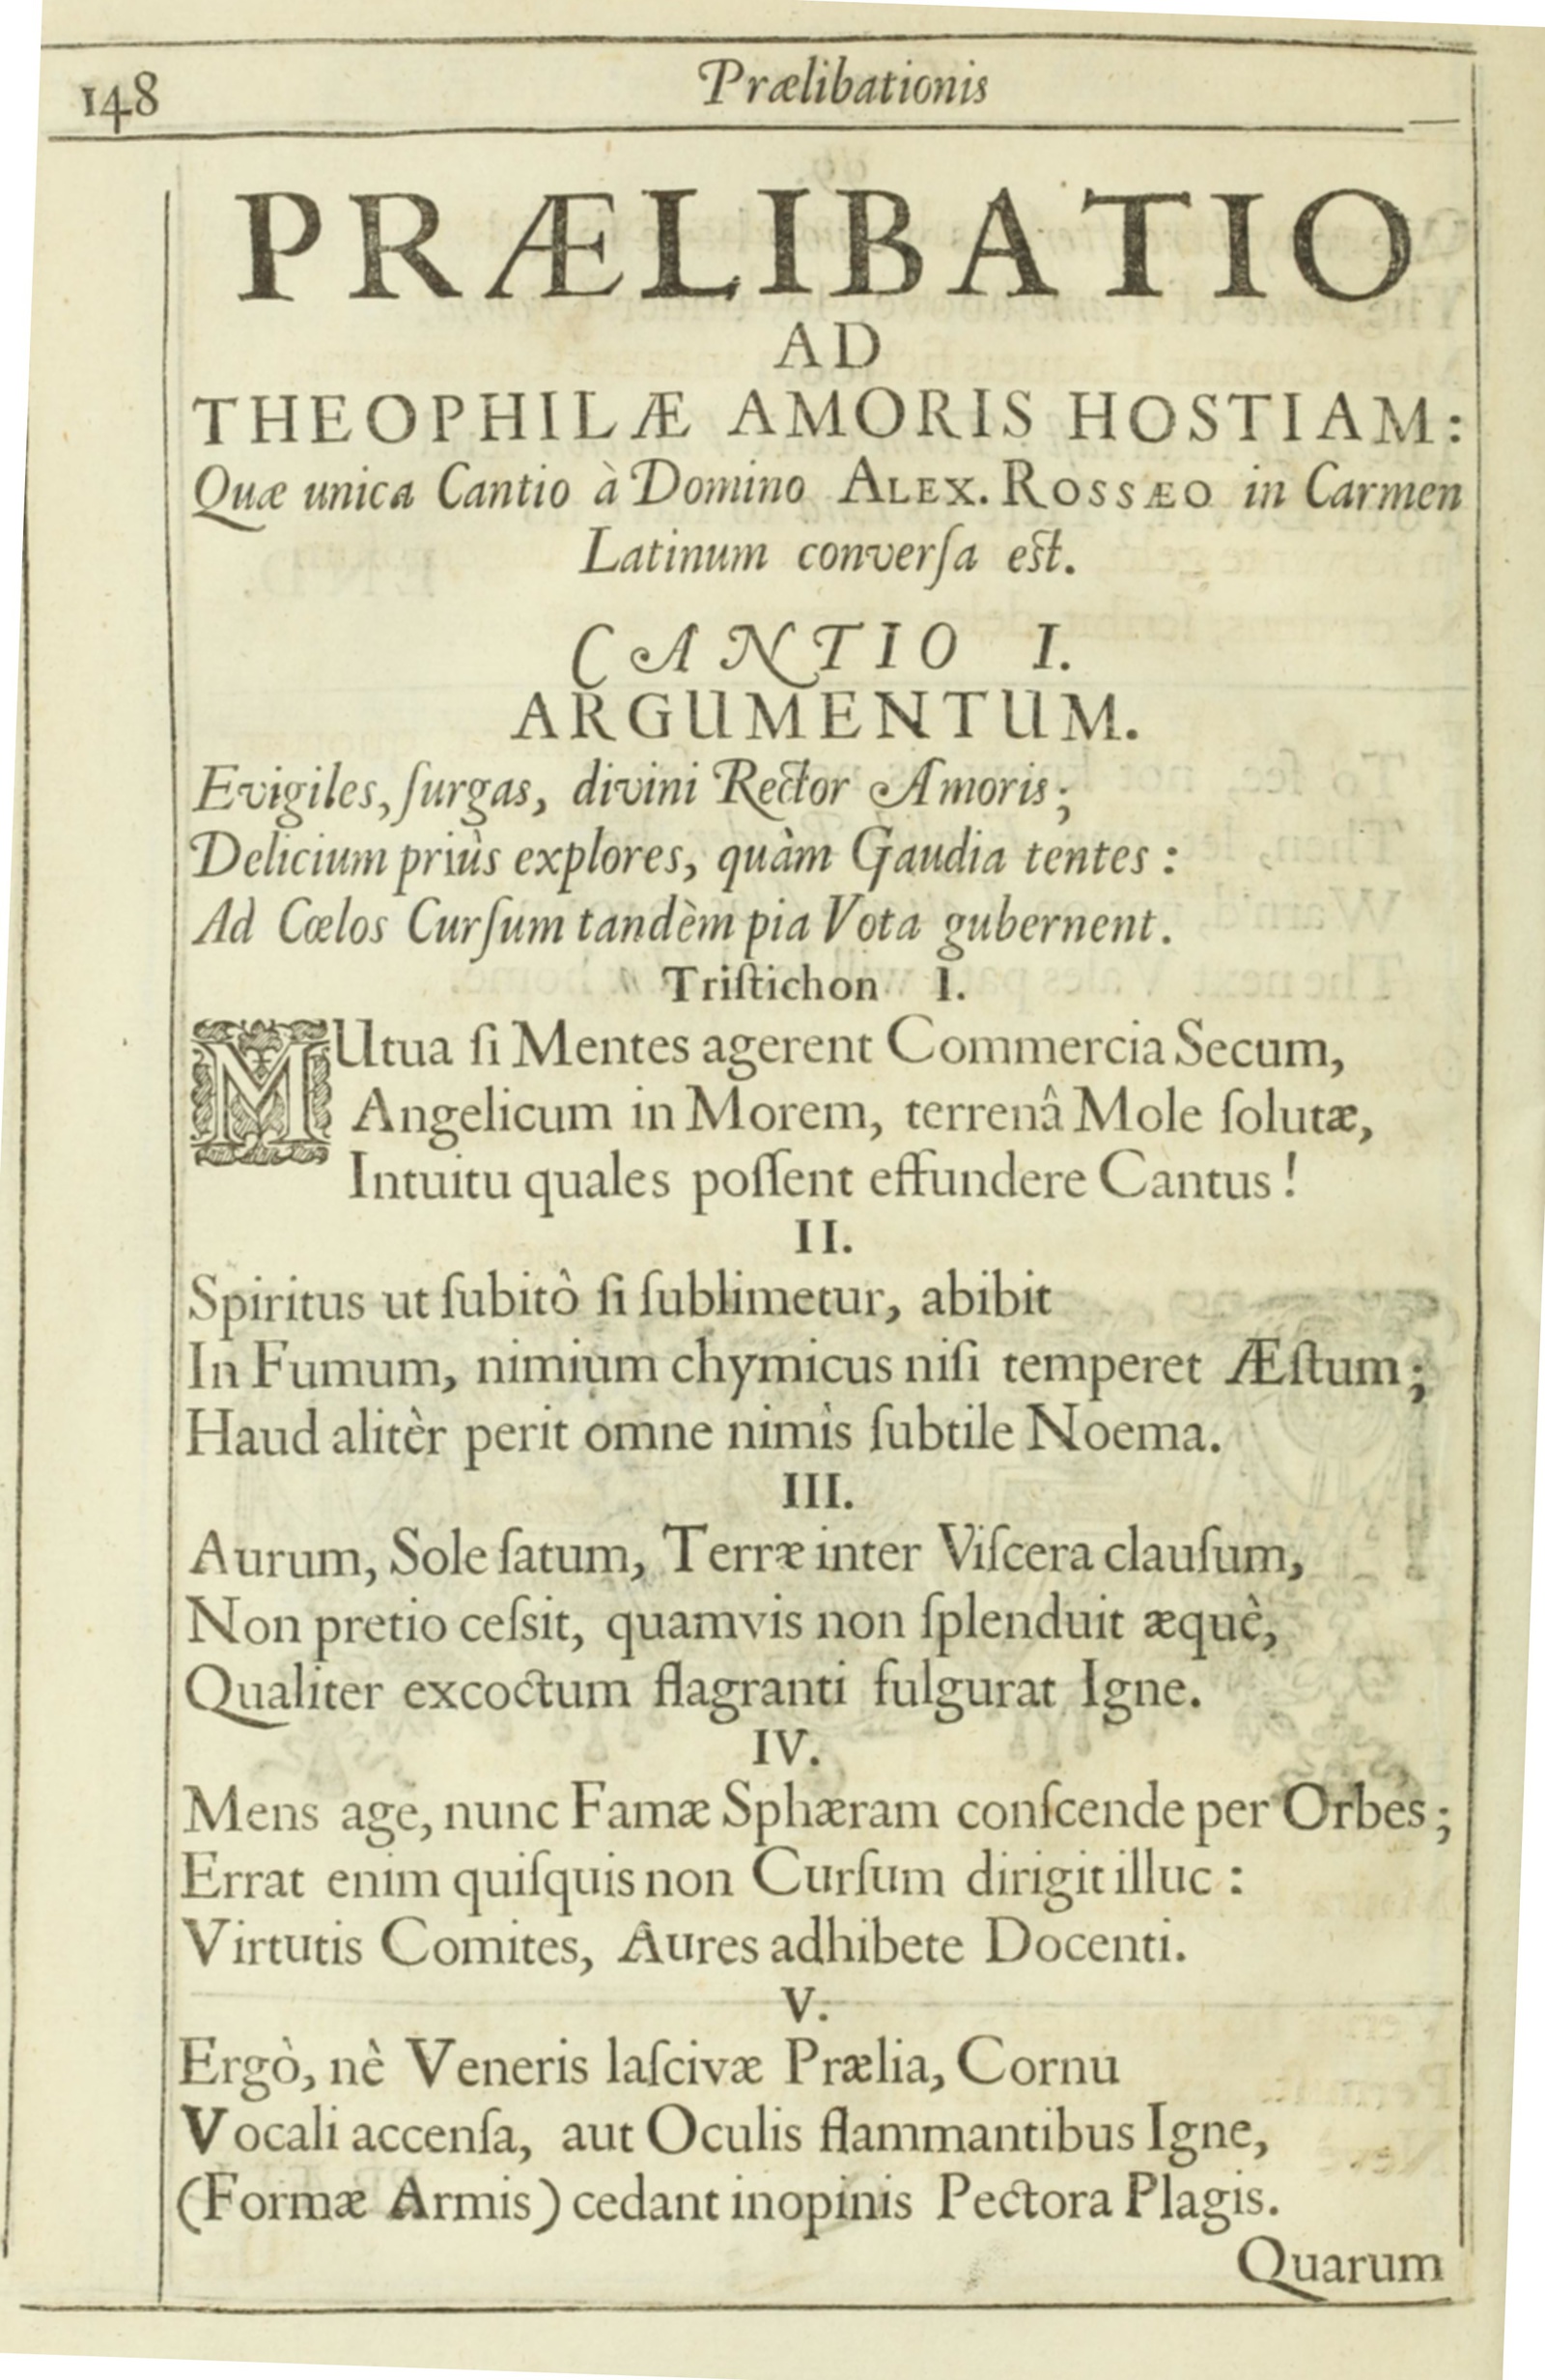 148 Prælibationis
PRÆLIBATIO
AD
THEOPHILÆ AMORIS HOSTIAM:
Quæ unica Cantio à Domino ALEX. ROSSÆO in Carmen
Latinum converſa est.
CANTIO I.
ARGUMENTUM.
Evigiles, ſurgas, divini Rector Amoris;
Delicium priùs explores, quàm Gaudia tentes:
Ad Cœlos Curſum tandèm pia Vota gubernent.
Triſtichon I.
MUtua ſi Mentes agerent Commercia Secum,
Angelicum in Morem, terrenâ Mole ſolutæ,
Intuitu quales poſſent effundere Cantus!
II.
Spiritus ut ſubitò ſi ſublimetur, abibit
In Fumum, nimium chymicus niſi temperet Æſtum;
Haud alitèr perit omne nimìs ſubtile Noema.
III.
Aurum, Sole ſatum, Terræ inter Viſcera clauſum,
Non pretio ceſsit, quamvis non ſplenduit æquè,
Qualiter excoctum flagranti fulgurat Igne.
IV.
Mens age, nunc Famæ Sphæram conſcende per Orbes;
Errat enim quiſquis non Curſum dirigit illuc:
Virtutis Comites, Aures adhibete Docenti.
V.
Ergò, nè Veneris laſcivæ Prælia, Cornu
Vocali accenſa, aut Oculis flammantibus Igne,
(Formæ Armis) cedant inopinis Pectora Plagis.
Quarum